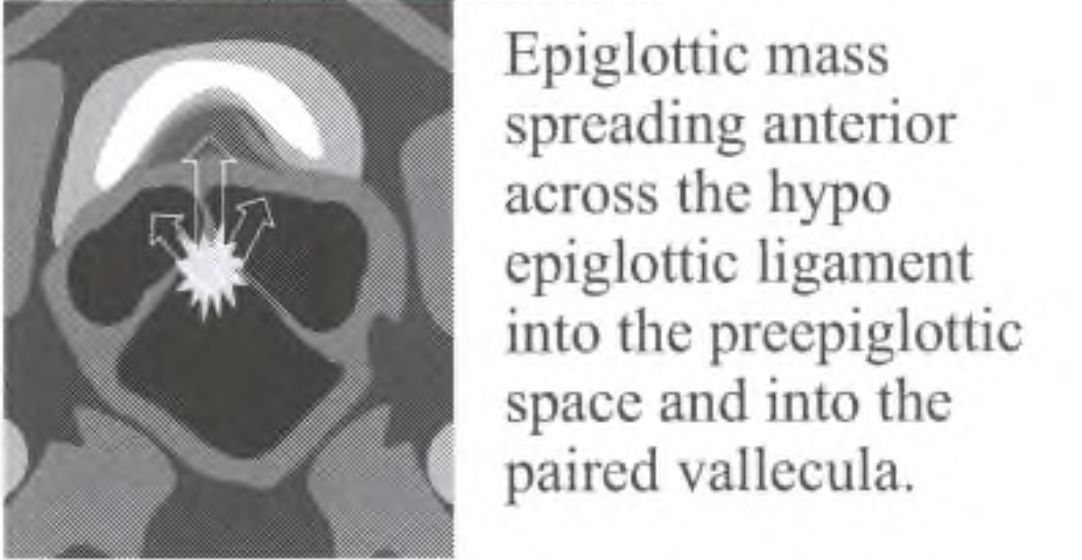 Epiglottic mass
spreading anterior
across the hypo
epiglottic ligament
into the preepiglottic
space and into the
paired vallecula.